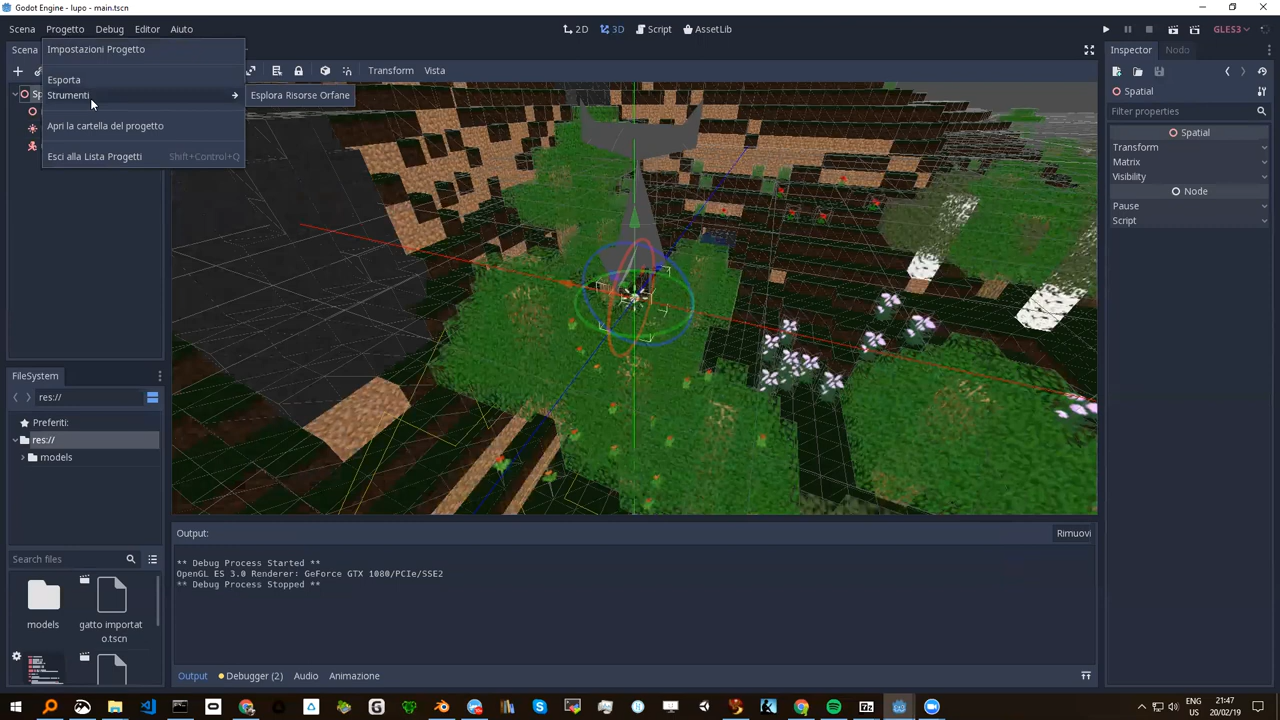 Godot Engine - lupo - main.tscn
Scena Progetto Debug Editor Aiuto
2D 3D Script AssetLib
GLES3
Scena
Impostazioni Progetto
Esporta
Strumenti
Esplora Risorse Orfane
Apri la cartella del progetto
Esci alla Lista Progetti Shift+Control+Q
Transform Vista
Inspector Nodo
Spatial
Filter properties
Spatial
Transform
Matrix
Visibility
Node
Pause
Script
FileSystem
res://
Preferiti:
res://
models
Search files
models
gatto importat
o.tscn
Output:
Rimuovi
** Debug Process Started **
OpenGL ES 3.0 Renderer: GeForce GTX 1080/PCIe/SSE2
** Debug Process Stopped **
Output Debugger (2) Audio Animazione
ENG
US
21:47
20/02/19